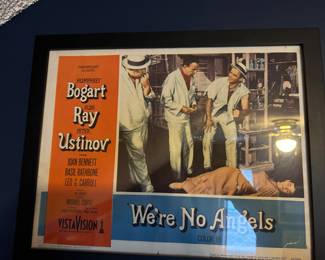 HUMPHREY
Bogart
ALDO
Ray
PETER
Ustinov
JOAN BENNETT
BASIL RATHBONE
LEO G. CARROLL
MICHAEL CURTIZ
VISTAVISION
We're No Angels
COLOR